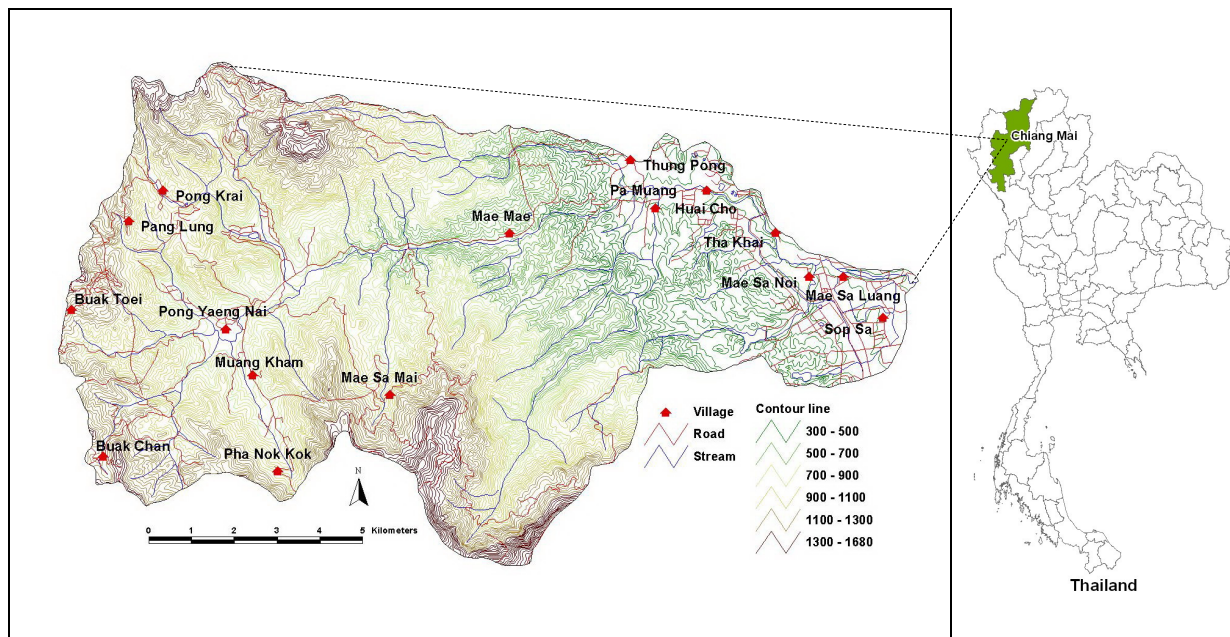 Chiang Mai
Thung Pong
Pa Muang
Pong Krai
Huai Cho
Mae Mae
Pang Lung
Tha Khai
Mae Sa Noi
Mae Sa Luang
Buak Toei
Pong Yaeng Nai
Sop Sa
Muang Kham
Mae Sa Mai
Village
Road
Stream
Contour line
300 - 500
500 - 700
700 - 900
900 - 1100
1100 - 1300
1300 - 1680
Buak Chan
Pha Nok Kok
N
0 1 2 3 4 5 Kilometers
Thailand